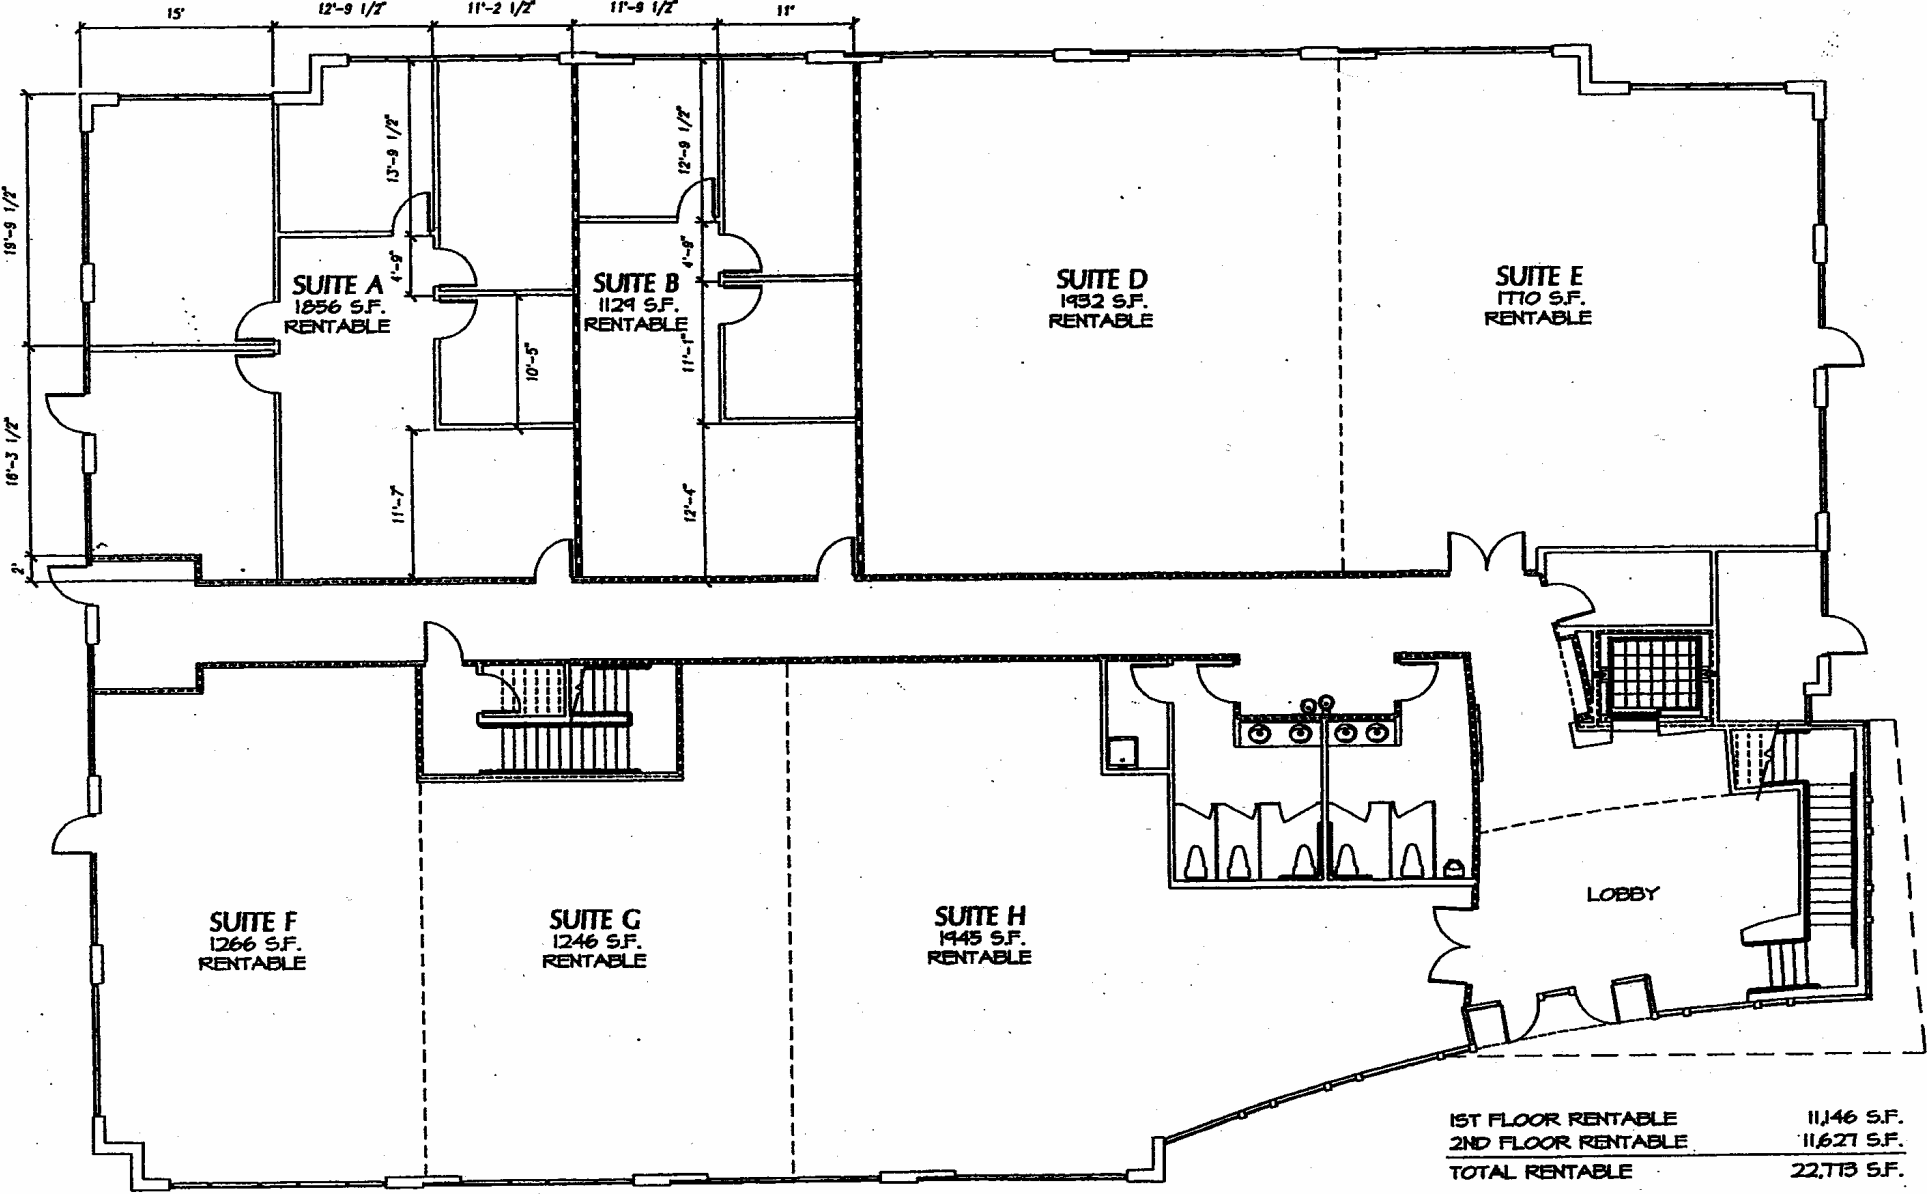 15'
12'-9 1/2"
11'-2 1/2"
11'-9 1/2"
11'
19'-9 1/2"
16'-3 1/2"
2'
13'-9 1/2"
4'-9"
10'-5"
11'-7"
12'-9 1/2"
4'-9"
11'-1"
12'-4"
SUITE A
1856 S.F.
RENTABLE
SUITE B
1129 S.F.
RENTABLE
SUITE D
1932 S.F.
RENTABLE
SUITE E
1770 S.F.
RENTABLE
SUITE F
1266 S.F.
RENTABLE
SUITE G
1246 S.F.
RENTABLE
SUITE H
1945 S.F.
RENTABLE
LOBBY
1ST FLOOR RENTABLE 11,146 S.F.
2ND FLOOR RENTABLE 11,627 S.F.
TOTAL RENTABLE 22,773 S.F.